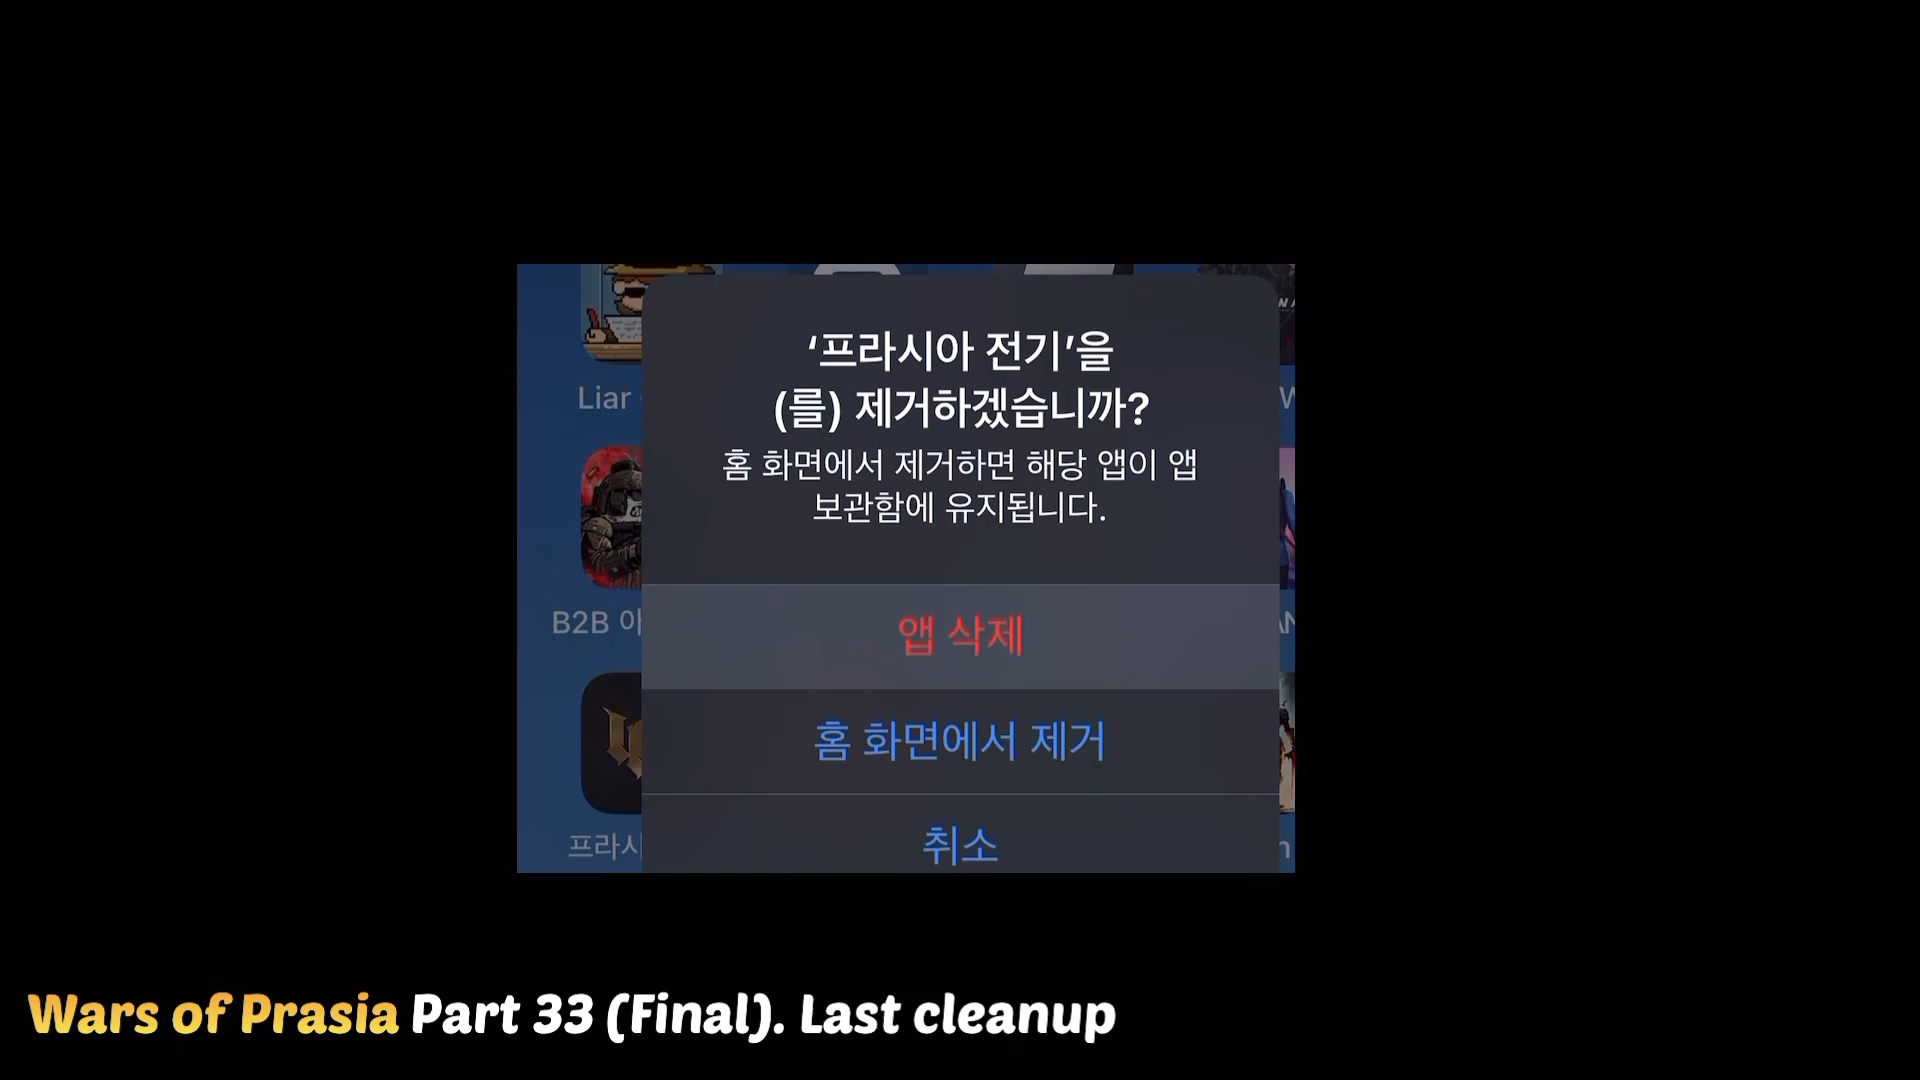 ‘프라시아 전기’을
(를) 제거하겠습니까?
홈 화면에서 제거하면 해당 앱이 앱
보관함에 유지됩니다.
Liar
B2B
앱 삭제
홈 화면에서 제거
취소
Wars of Prasia Part 33 (Final). Last cleanup